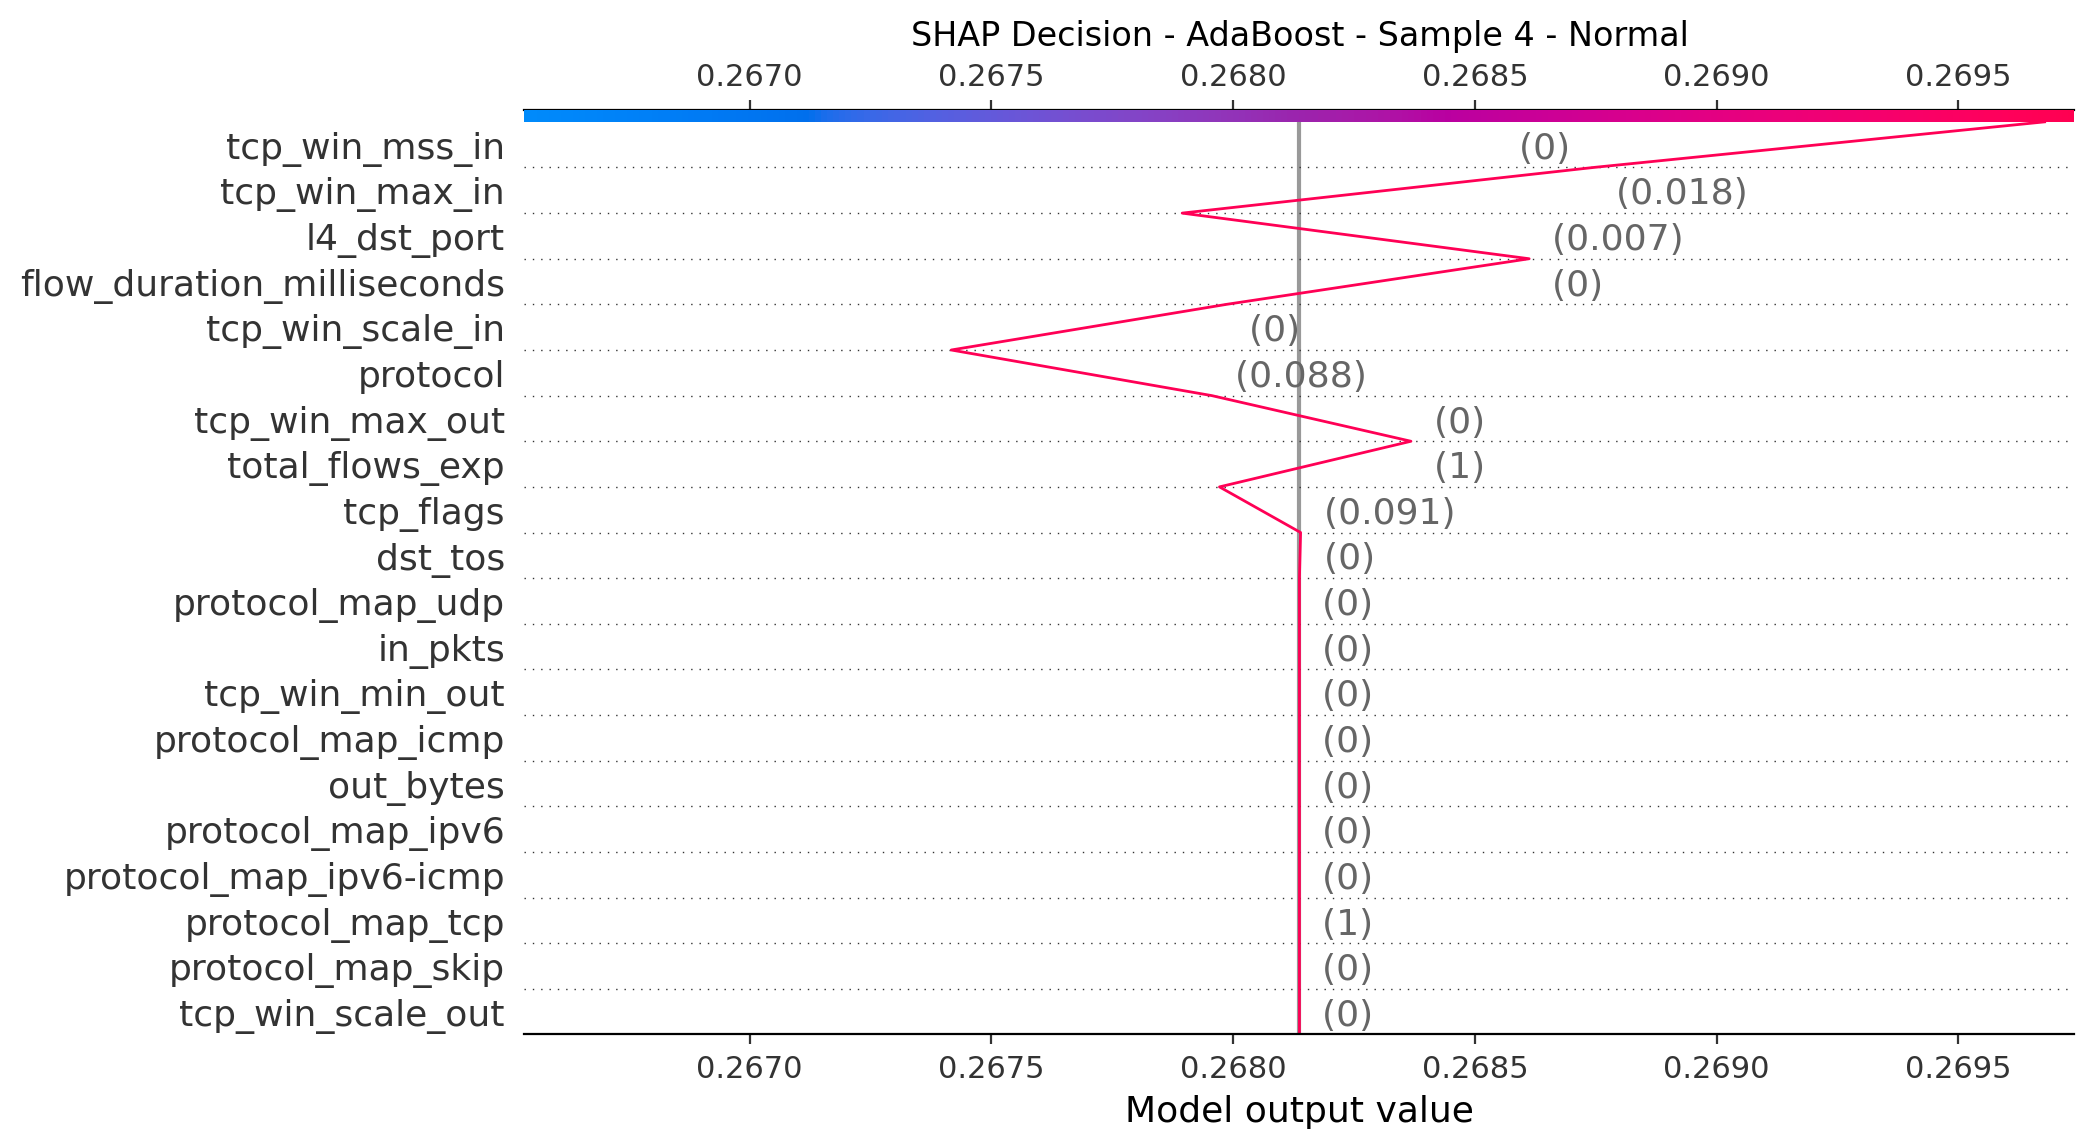 SHAP Decision - AdaBoost - Sample 4 - Normal
0.2670 0.2675 0.2680 0.2685 0.2690 0.2695
tcp_win_mss_in (0)
tcp_win_max_in (0.018)
l4_dst_port (0.007)
flow_duration_milliseconds (0)
tcp_win_scale_in (0)
protocol (0.088)
tcp_win_max_out (0)
total_flows_exp (1)
tcp_flags (0.091)
dst_tos (0)
protocol_map_udp (0)
in_pkts (0)
tcp_win_min_out (0)
protocol_map_icmp (0)
out_bytes (0)
protocol_map_ipv6 (0)
protocol_map_ipv6-icmp (0)
protocol_map_tcp (1)
protocol_map_skip (0)
tcp_win_scale_out (0)
0.2670 0.2675 0.2680 0.2685 0.2690 0.2695
Model output value